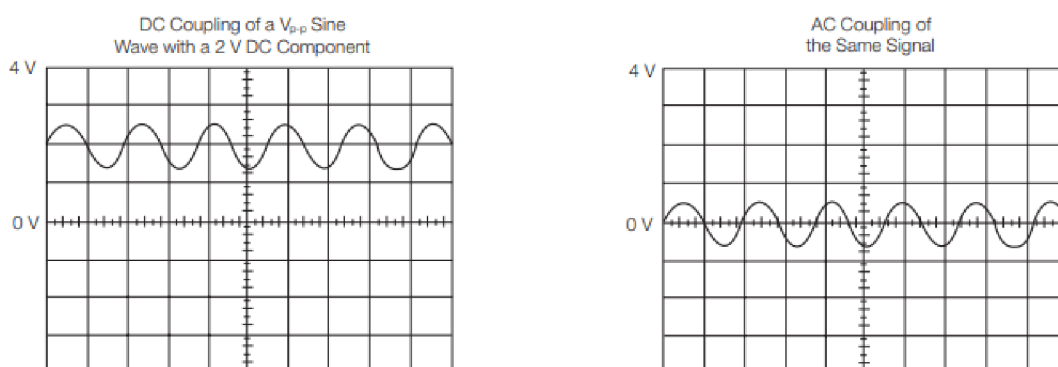 DC Coupling of a Vp-p Sine
Wave with a 2 V DC Component
4 V
0 V
AC Coupling of
the Same Signal
4 V
0 V